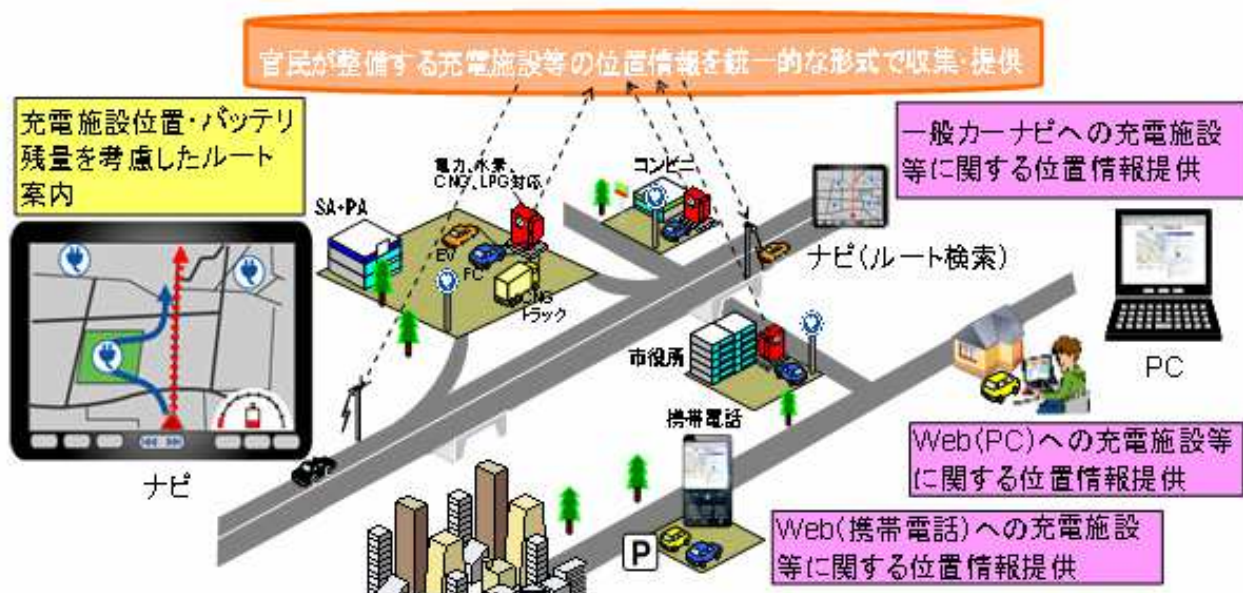 官民が整備する充電施設等の位置情報を統一的な形式で収集・提供
充電施設位置・バッテリ
残量を考慮したルート
案内
一般カーナビへの充電施設
等に関する位置情報提供
電力、水素、
CNG、LPG対応
コンビニ
SA・PA
EV
FC
CNG
トラック
ナビ(ルート検索)
市役所
PC
携帯電話
ナビ
Web(PC)への充電施設等
に関する位置情報提供
P
Web(携帯電話)への充電施設
等に関する位置情報提供